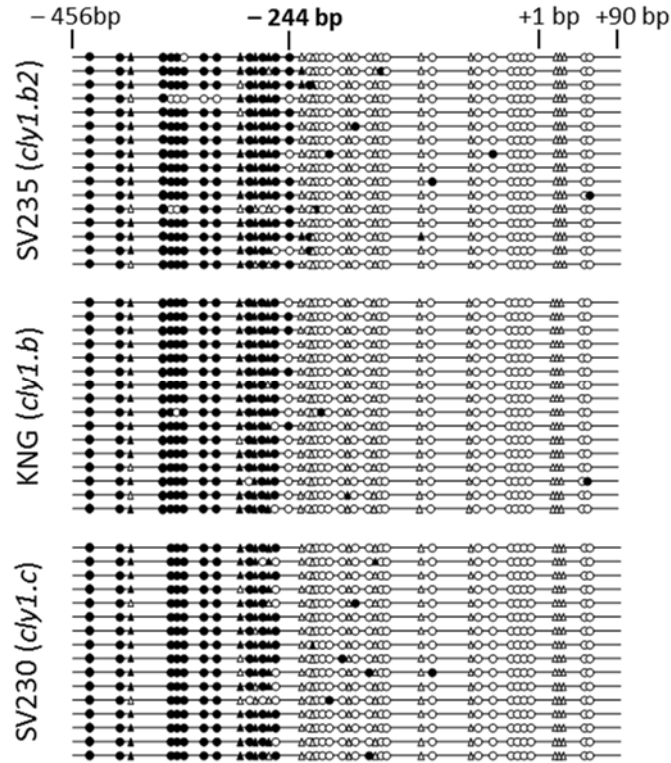 – 456bp – 244 bp +1 bp +90 bp
SV235 (cly1.b2)
KNG (cly1.b)
SV230 (cly1.c)